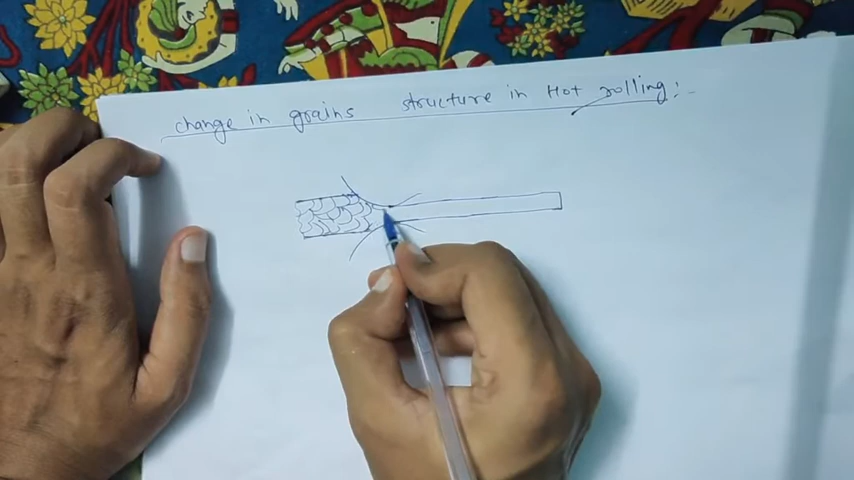 change in grains structure in Hot rolling :-